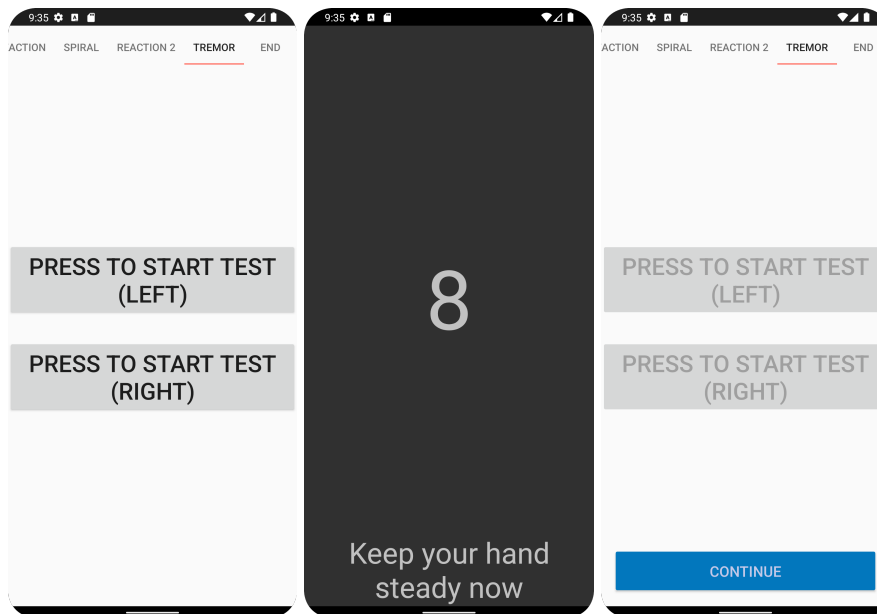 9:35
ACTION SPIRAL REACTION 2 TREMOR END
PRESS TO START TEST
(LEFT)
PRESS TO START TEST
(RIGHT)
9:35
8
Keep your hand
steady now
9:35
ACTION SPIRAL REACTION 2 TREMOR END
PRESS TO START TEST
(LEFT)
PRESS TO START TEST
(RIGHT)
CONTINUE